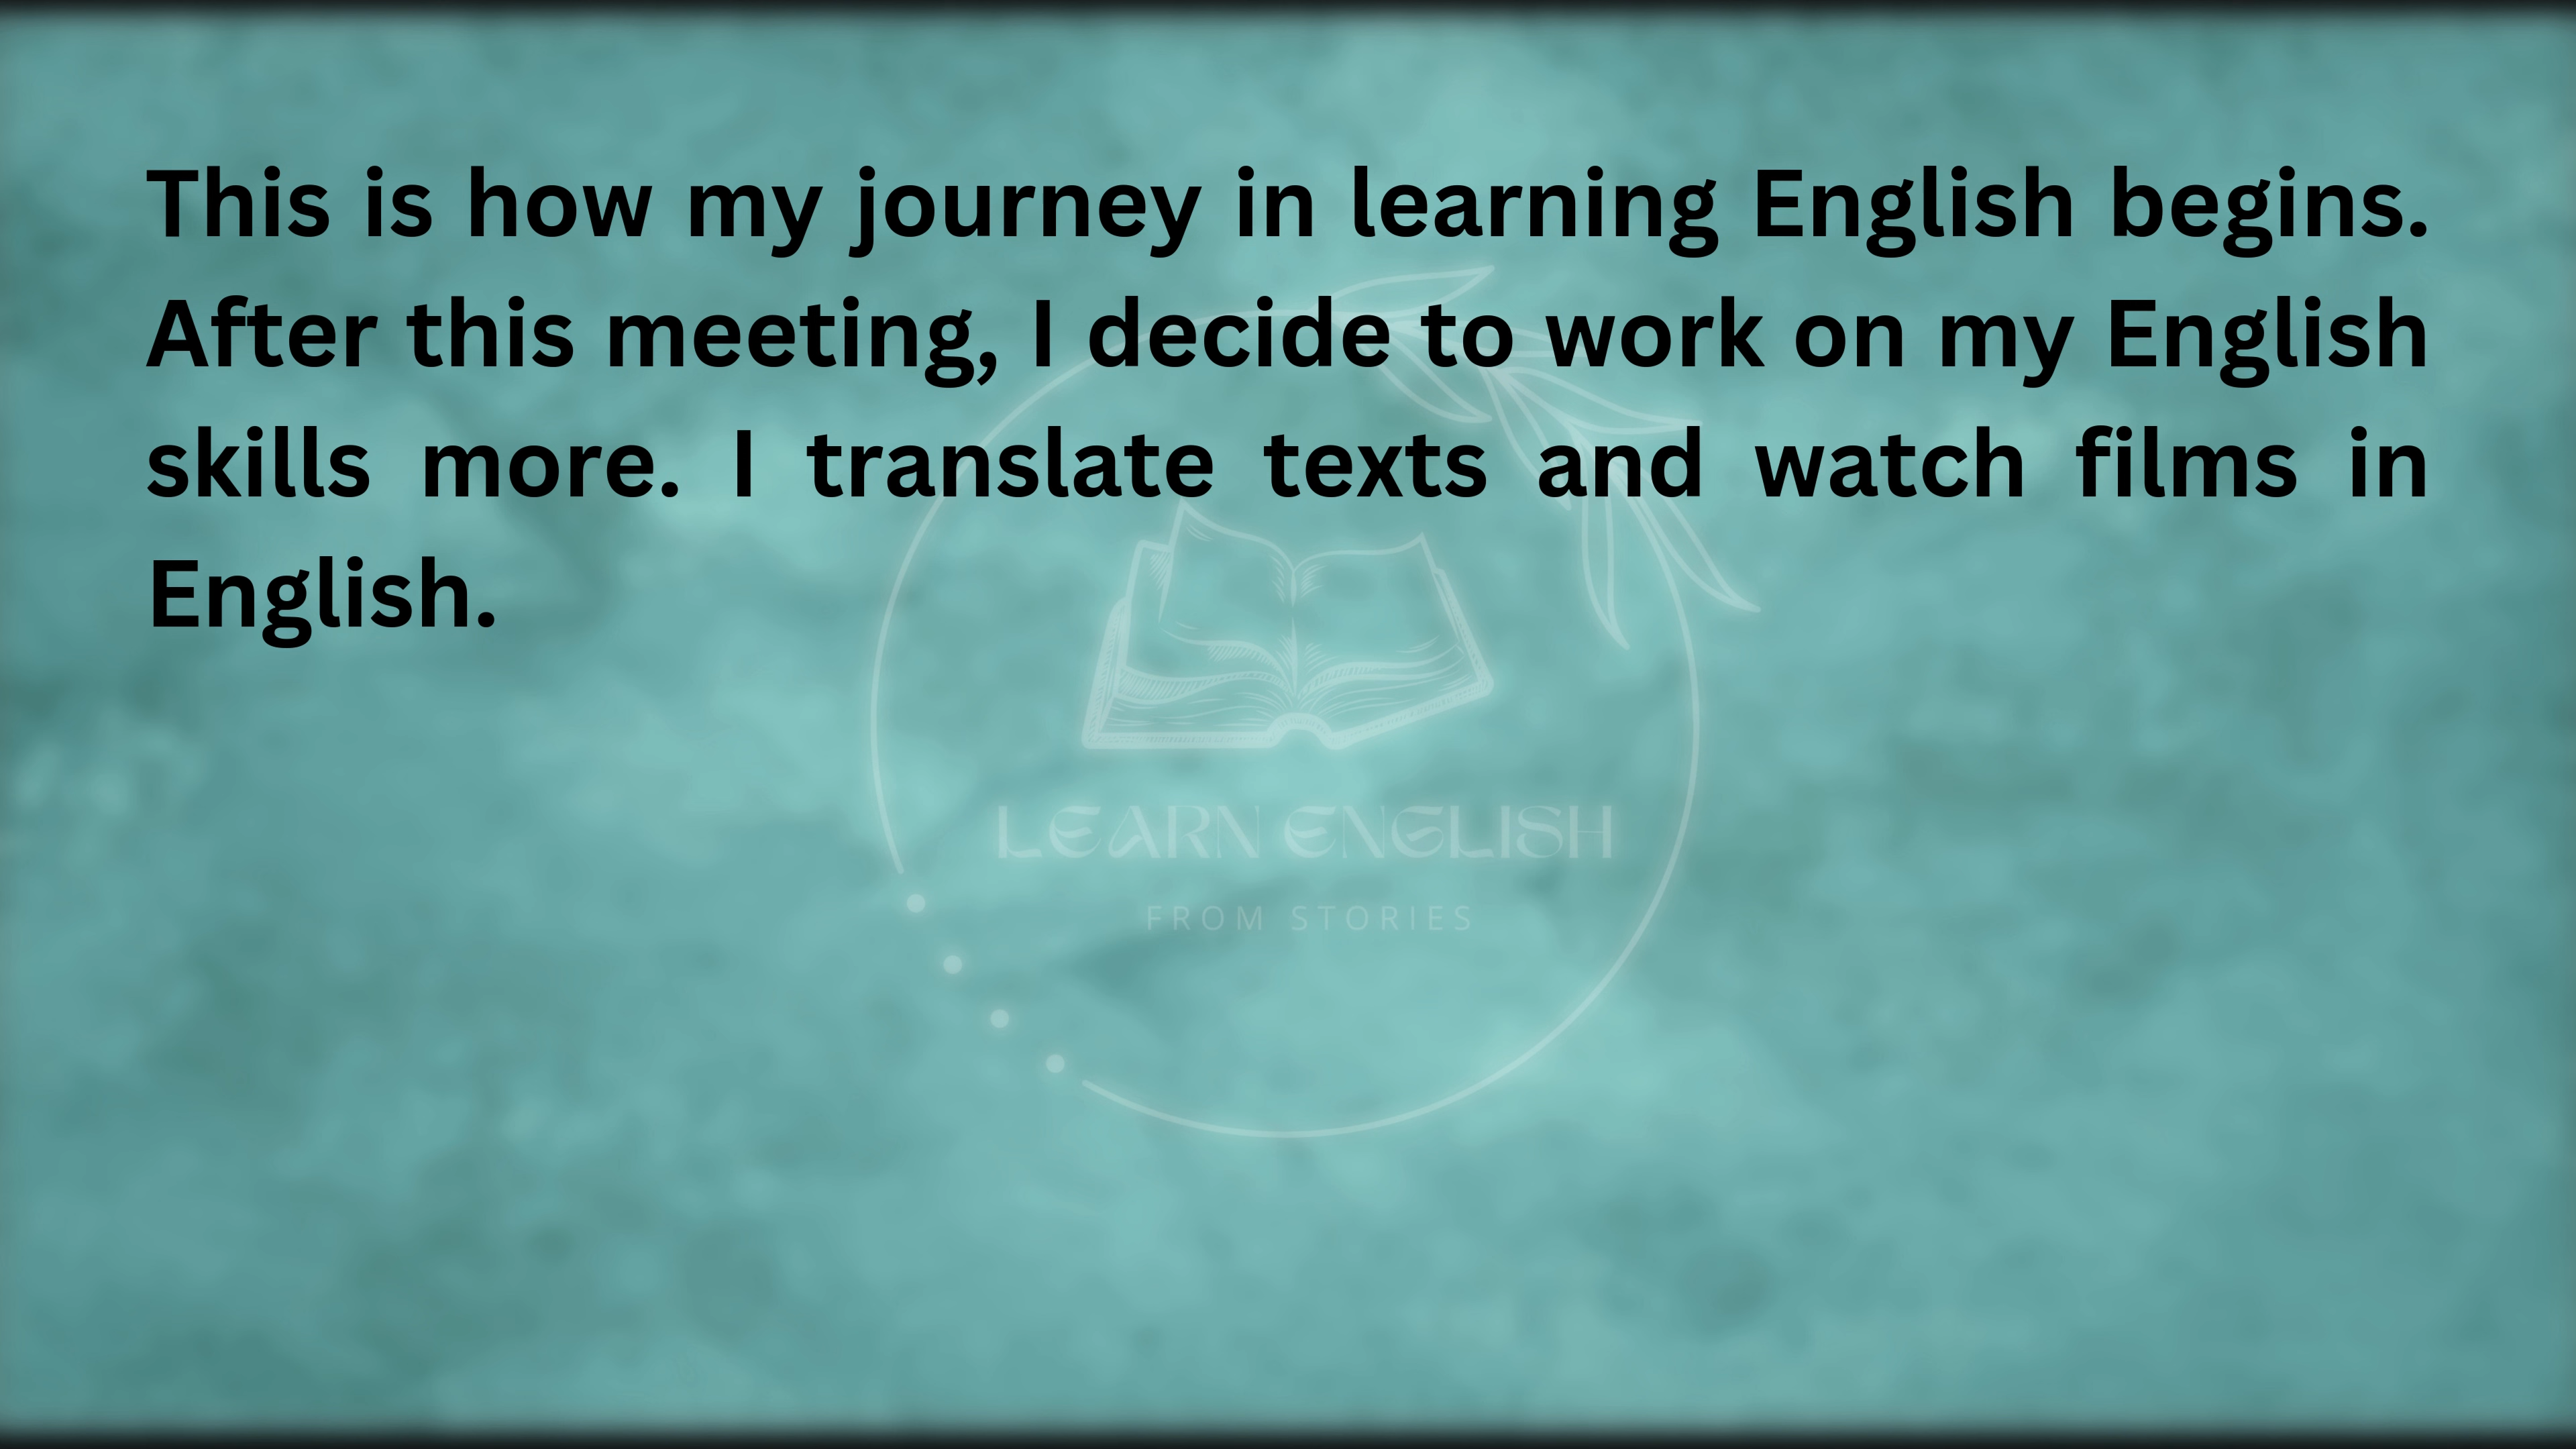 This is how my journey in learning English begins.
After this meeting, I decide to work on my English
skills more. I translate texts and watch films in
English.
LEARN ENGLISH
FROM STORIES